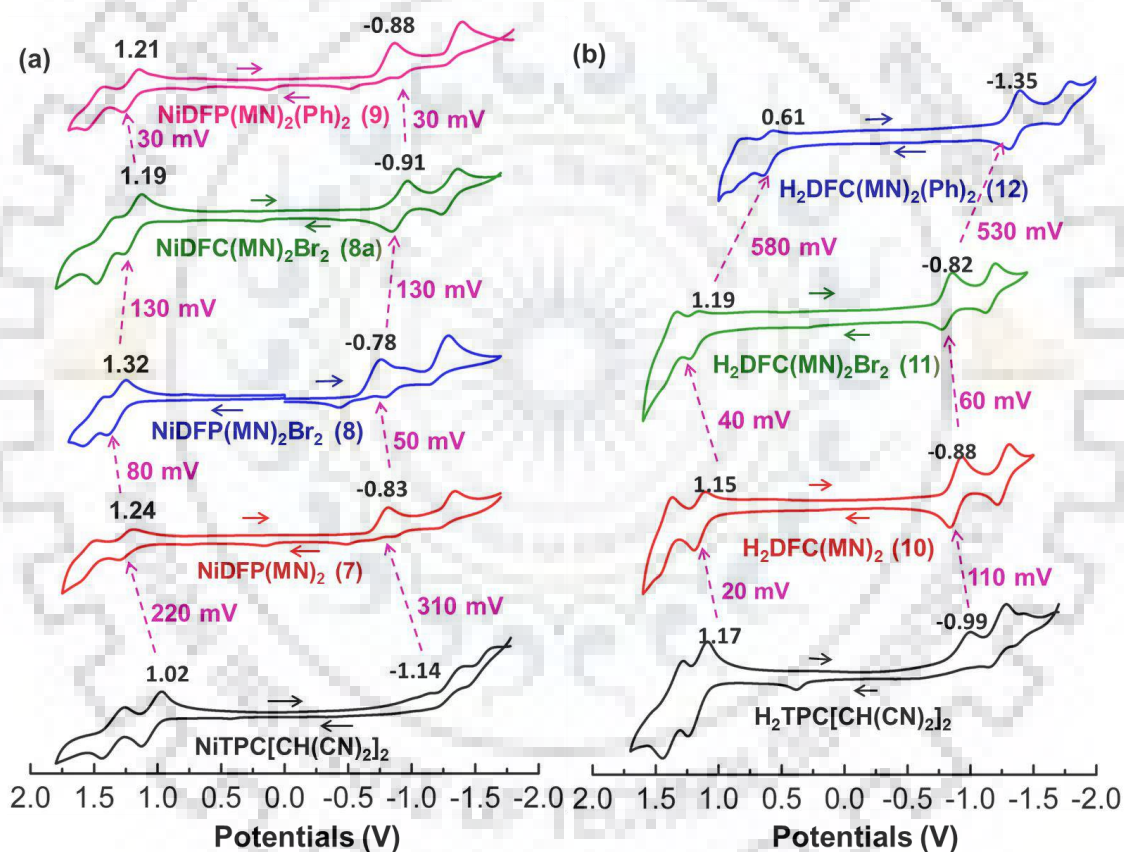 (a)
-0.88
1.21
NiDFP(MN)₂(Ph)₂ (9)
30 mV
30 mV
-0.91
1.19
NiDFC(MN)₂Br₂ (8a)
130 mV
130 mV
-0.78
1.32
NiDFP(MN)₂Br₂ (8)
50 mV
80 mV
-0.83
1.24
NiDFP(MN)₂ (7)
220 mV
310 mV
-1.14
1.02
NiTPC[CH(CN)₂]₂
2.0 1.5 1.0 0.5 0.0 -0.5 -1.0 -1.5 -2.0
Potentials (V)
(b)
-1.35
0.61
H₂DFC(MN)₂(Ph)₂ (12)
580 mV
530 mV
-0.82
1.19
H₂DFC(MN)₂Br₂ (11)
60 mV
40 mV
-0.88
1.15
H₂DFC(MN)₂ (10)
20 mV
110 mV
-0.99
1.17
H₂TPC[CH(CN)₂]₂
2.0 1.5 1.0 0.5 0.0 -0.5 -1.0 -1.5 -2.0
Potentials (V)